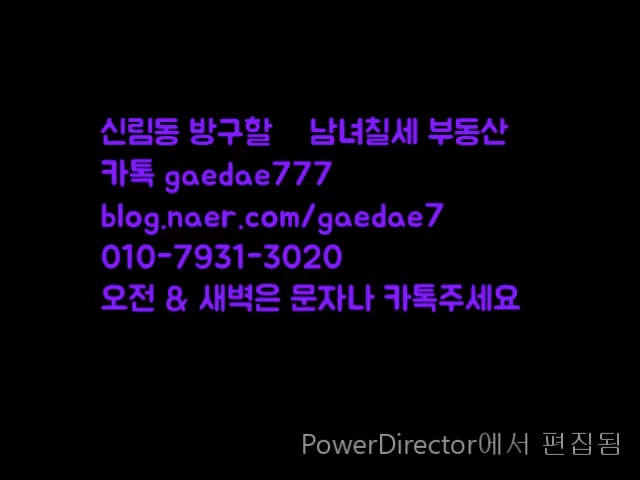 신림동 방구할 남녀칠세 부동산
카톡 gaedae777
blog.naer.com/gaedae7
010-7931-3020
오전 & 새벽은 문자나 카톡주세요
PowerDirector에서 편집됨